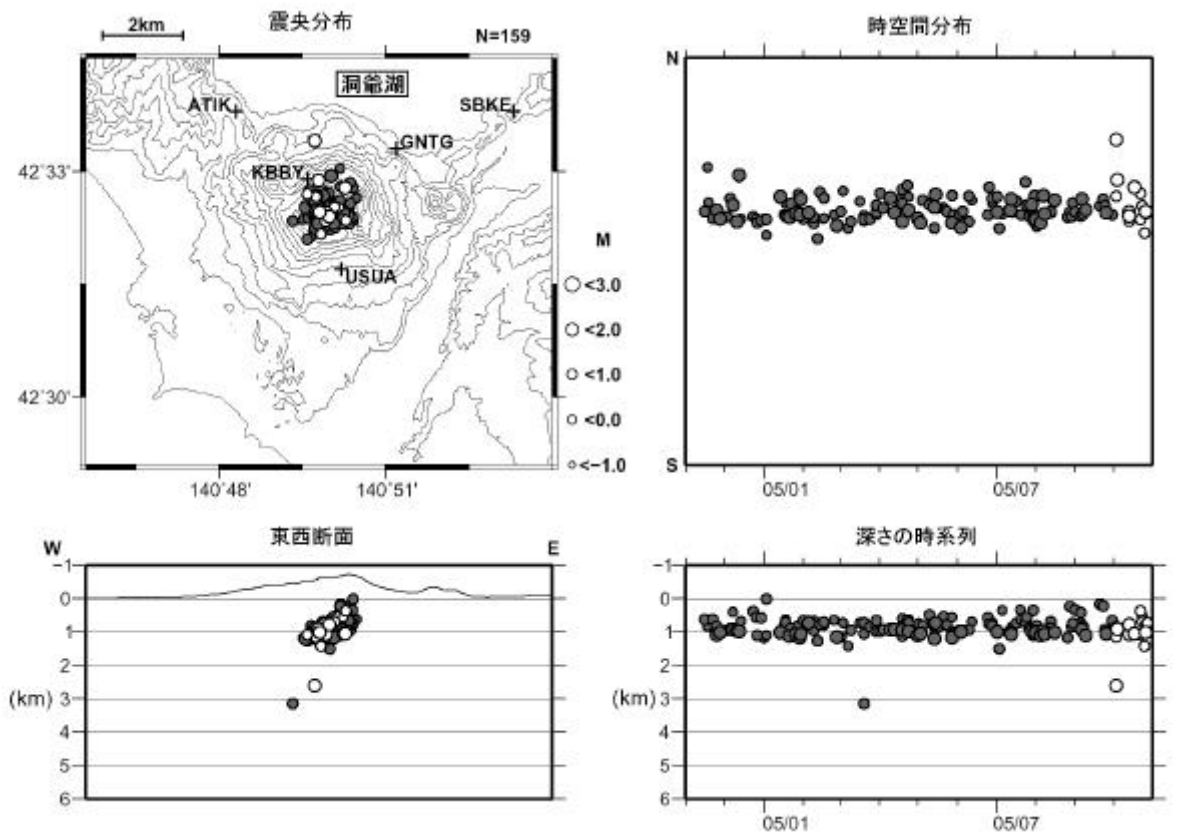 震央分布
2km
N=159
洞爺湖
ATIK
SBKE
GNTG
KBBY
USUA
42°33'
42°30'
140°48'
140°51'
M
<3.0
<2.0
<1.0
<0.0
<-1.0
時空間分布
N
S
05/01
05/07
東西断面
W
E
-1
0
1
2
3
4
5
6
(km)
深さの時系列
-1
0
1
2
3
4
5
6
(km)
05/01
05/07